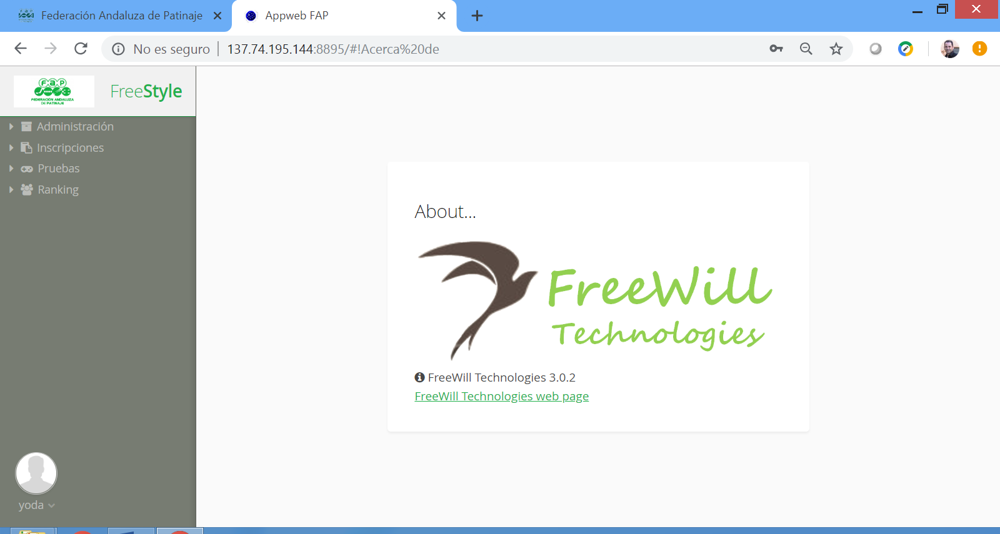 Federación Andaluza de Patinaje
Appweb FAP
No es seguro
137.74.195.144:8895/#!Acerca%20de
FaP
FEDERACIÓN ANDALUZA
DE PATINAJE
FreeStyle
Administración
Inscripciones
Pruebas
Ranking
About...
FreeWill
Technologies
FreeWill Technologies 3.0.2
FreeWill Technologies web page
yoda